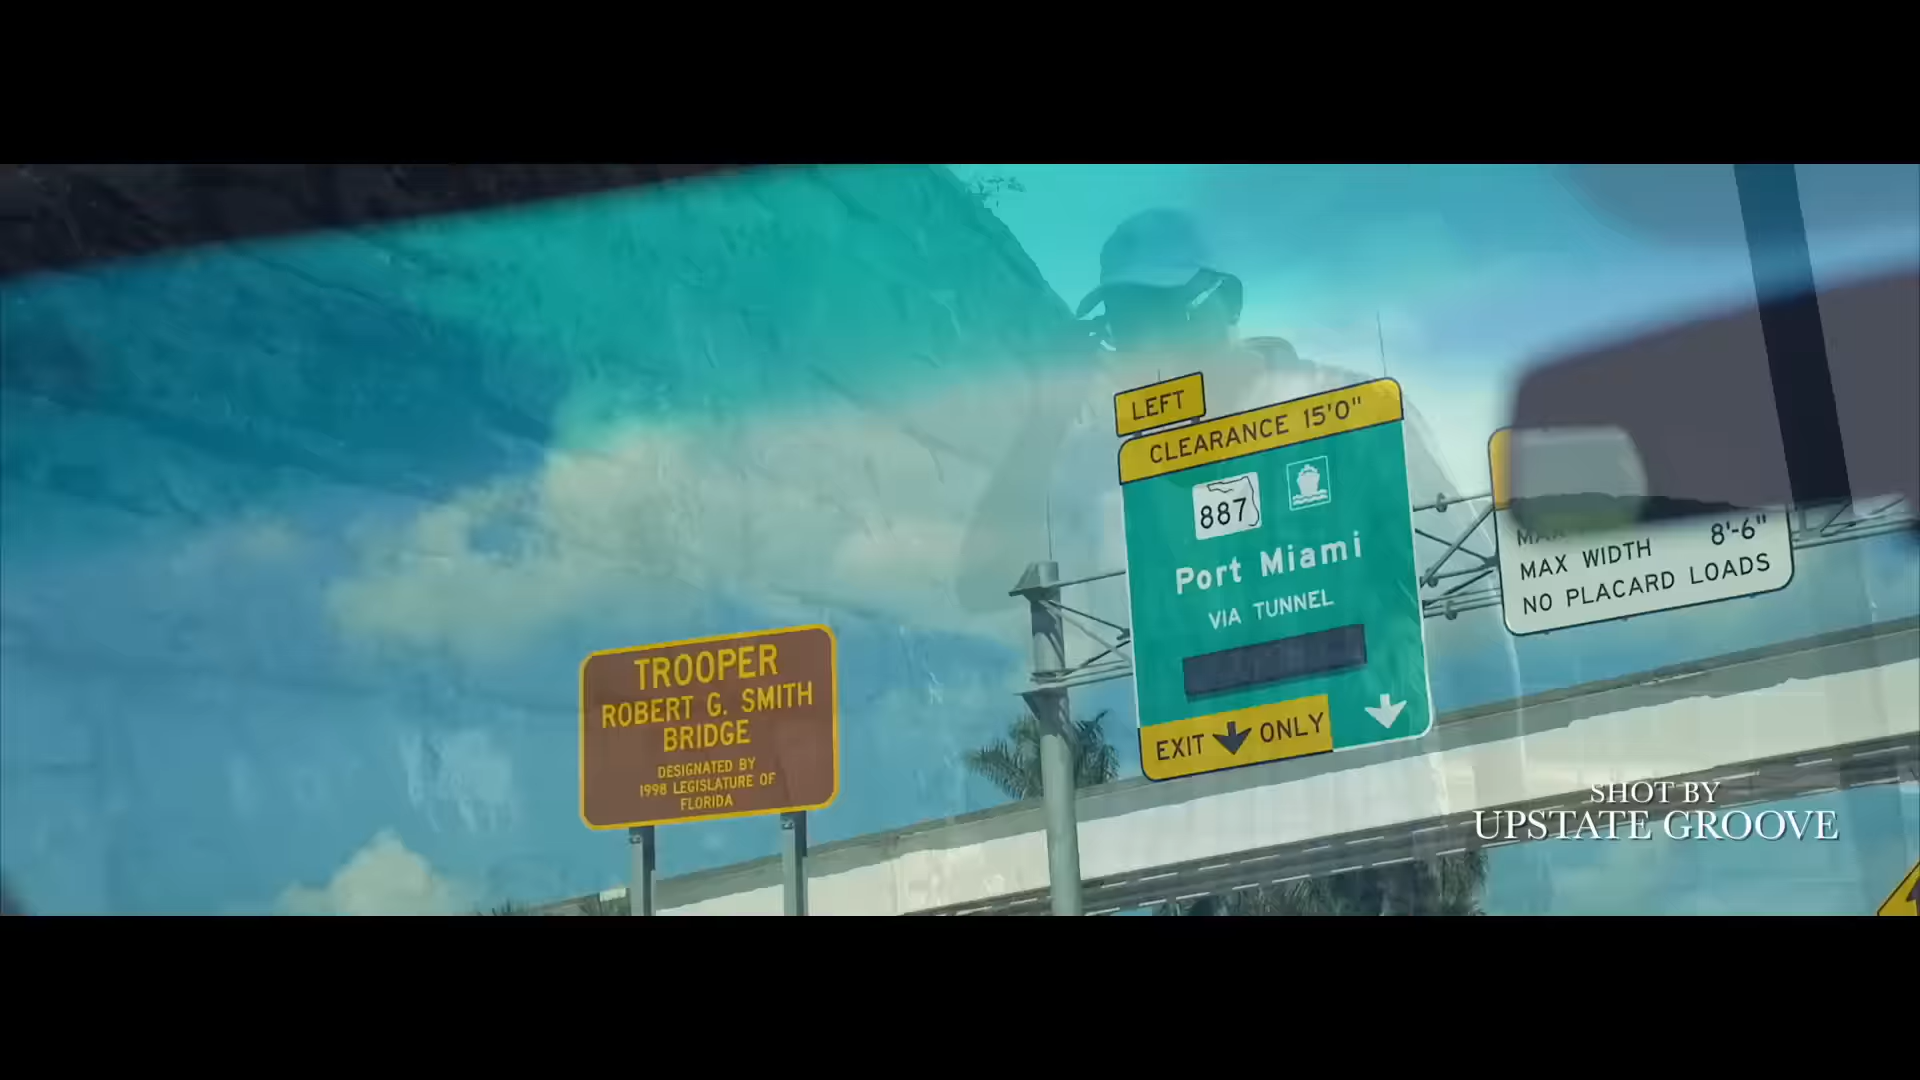 LEFT
CLEARANCE 15'0"
887
Port Miami
VIA TUNNEL
EXIT ONLY
MAX WIDTH 8'-6"
NO PLACARD LOADS
TROOPER
ROBERT G. SMITH
BRIDGE
DESIGNATED BY
1998 LEGISLATURE OF
FLORIDA
SHOT BY
UPSTATE GROOVE